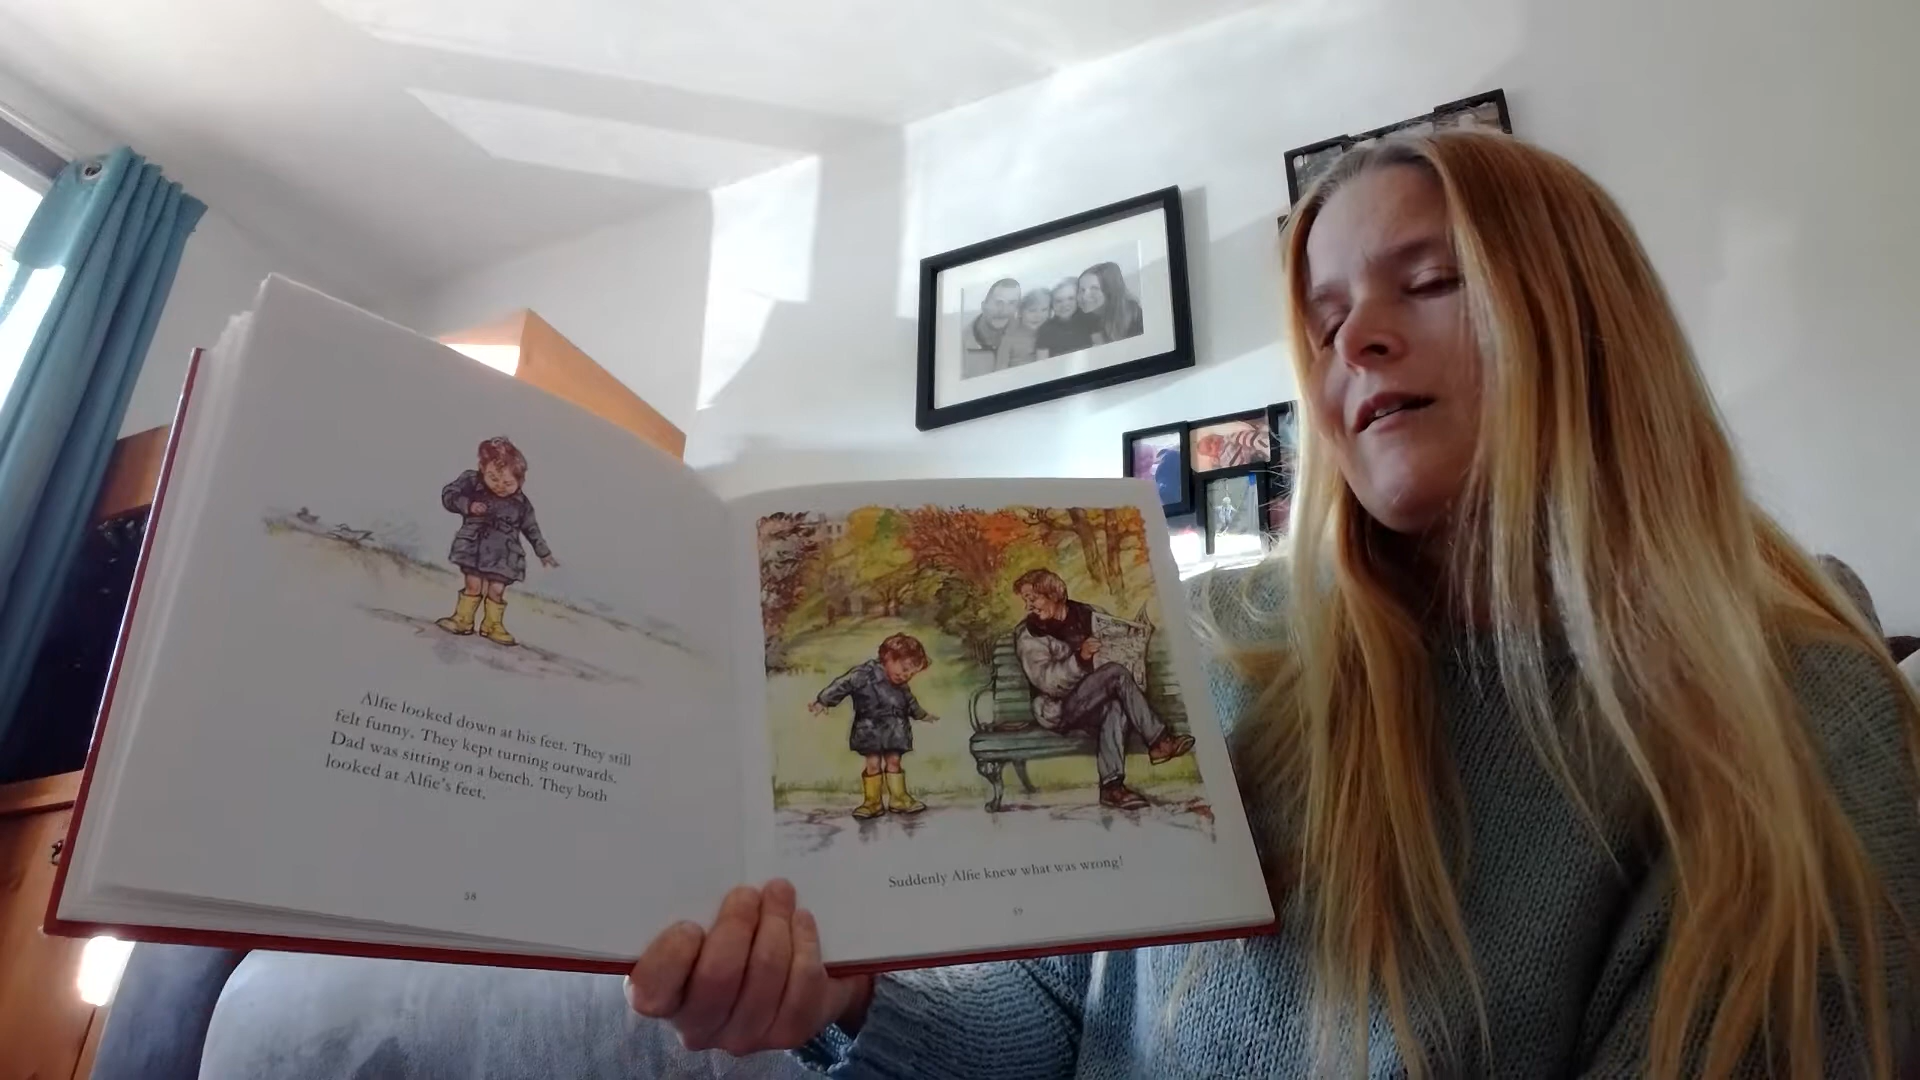 Alfie looked down at his feet. They still
felt funny. They kept turning outwards.
Dad was sitting on a bench. They both
looked at Alfie's feet.
58
Suddenly Alfie knew what was wrong!
59